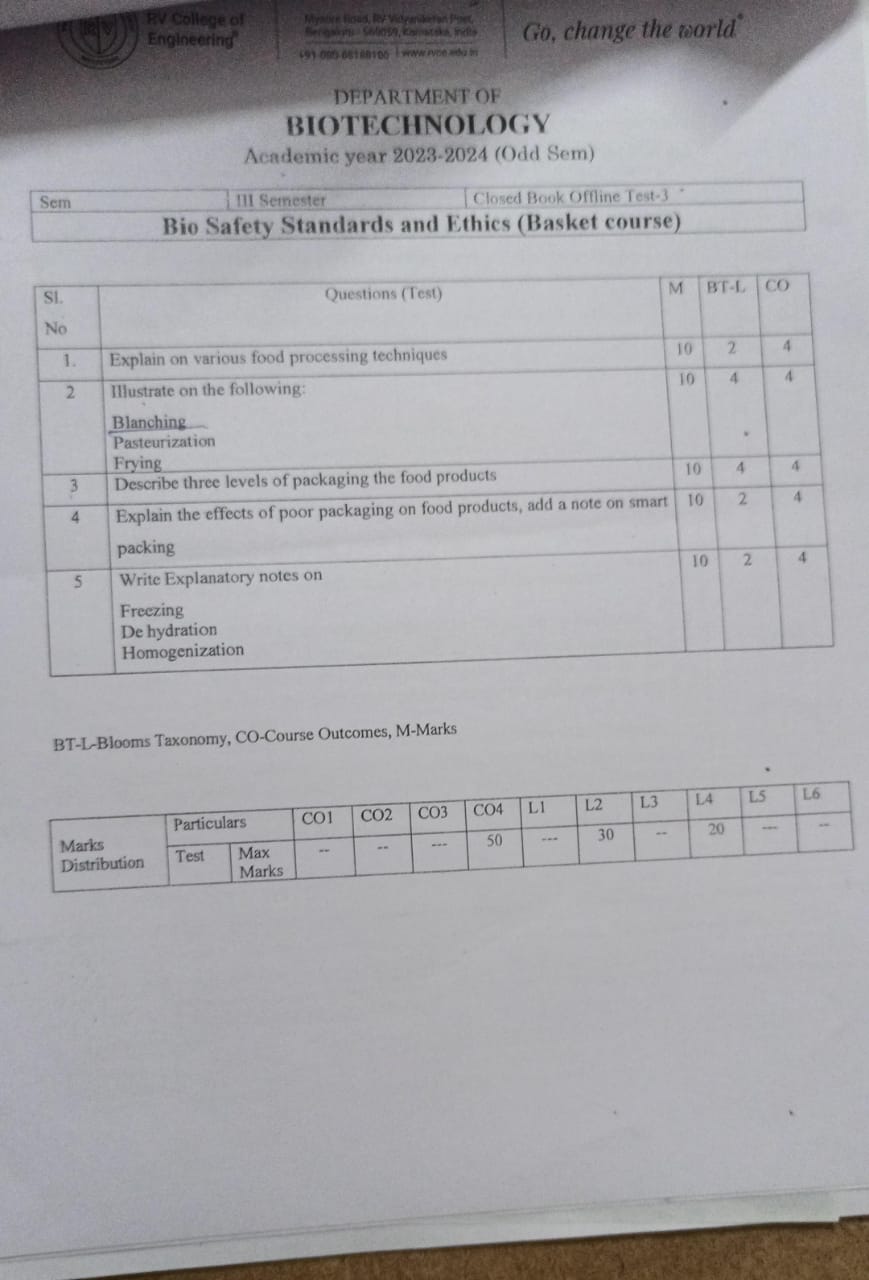 RV College of
Engineering
Mysore Road, RV Vidyaniketan Post,
Bengaluru - 560059, Karnataka, India
www.rvce.edu.in
Go, change the world
DEPARTMENT OF
BIOTECHNOLOGY
Academic year 2023-2024 (Odd Sem)
Sem III Semester Closed Book Offline Test-3
Bio Safety Standards and Ethics (Basket course)
Sl. No Questions (Test) M BT-L CO
1. Explain on various food processing techniques 10 2 4
2 Illustrate on the following: 10 4 4
Blanching
Pasteurization
Frying
3 Describe three levels of packaging the food products 10 4 4
4 Explain the effects of poor packaging on food products, add a note on smart 10 2 4
packing
5 Write Explanatory notes on 10 2 4
Freezing
De hydration
Homogenization
BT-L-Blooms Taxonomy, CO-Course Outcomes, M-Marks
Marks Distribution Particulars CO1 CO2 CO3 CO4 L1 L2 L3 L4 L5 L6
Test Max Marks -- -- --- 50 --- 30 -- 20 --- --